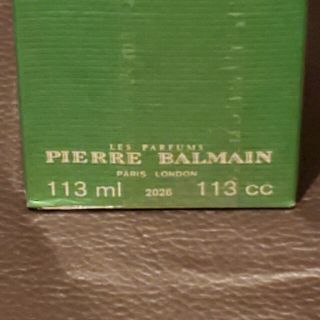 LES PARFUMS
PIERRE BALMAIN
PARIS LONDON
113 ml 2026 113 cc